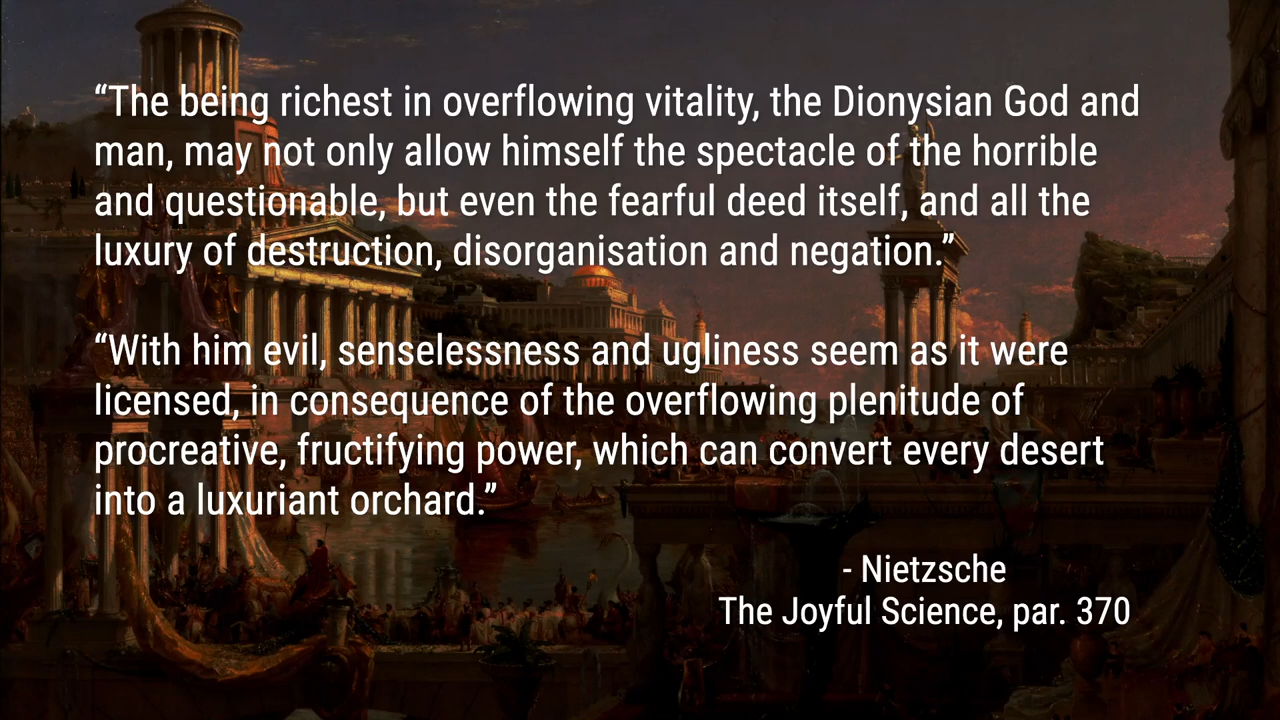 “The being richest in overflowing vitality, the Dionysian God and
man, may not only allow himself the spectacle of the horrible
and questionable, but even the fearful deed itself, and all the
luxury of destruction, disorganisation and negation.”
“With him evil, senselessness and ugliness seem as it were
licensed, in consequence of the overflowing plenitude of
procreative, fructifying power, which can convert every desert
into a luxuriant orchard.”
- Nietzsche
The Joyful Science, par. 370